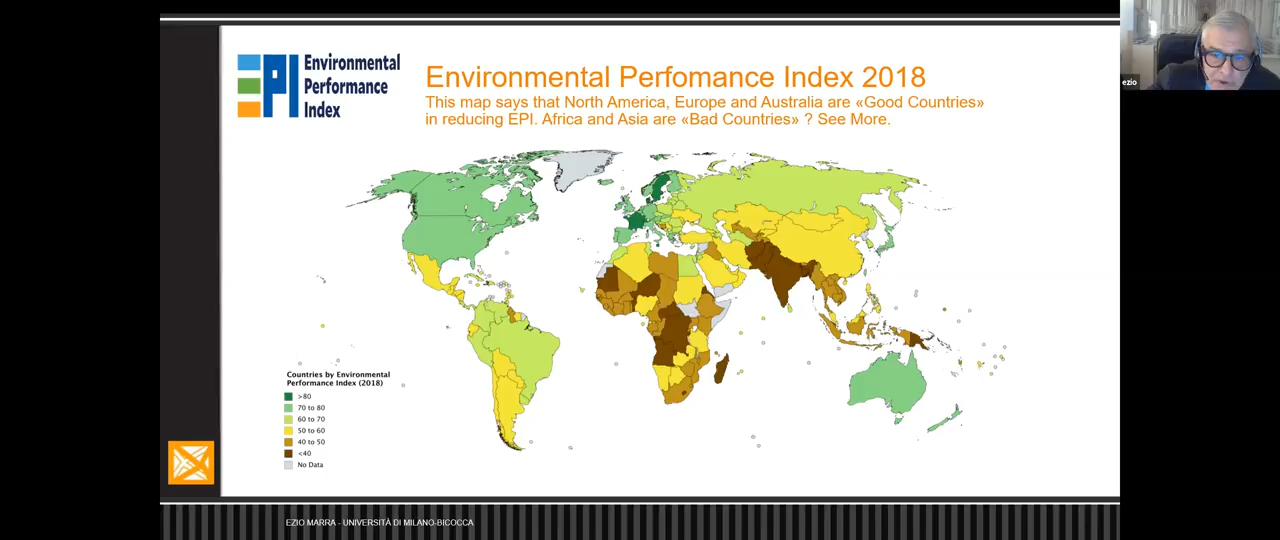 Environmental
Performance
Index
EPI
Environmental Perfomance Index 2018
This map says that North America, Europe and Australia are «Good Countries»
in reducing EPI. Africa and Asia are «Bad Countries» ? See More.
ezio
Countries by Environmental
Performance Index (2018)
>80
70 to 80
60 to 70
50 to 60
40 to 50
<40
No Data
EZIO MARRA - UNIVERSITÀ DI MILANO-BICOCCA